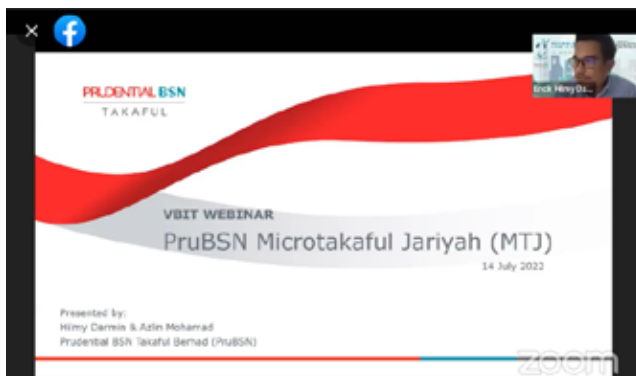 PRUDENTIAL BSN
TAKAFUL
VBIT WEBINAR
PruBSN Microtakaful Jariyah (MTJ)
14 July 2022
Presented by:
Hilmy Darmin & Azlin Mohamad
Prudential BSN Takaful Berhad (PruBSN)
zoom